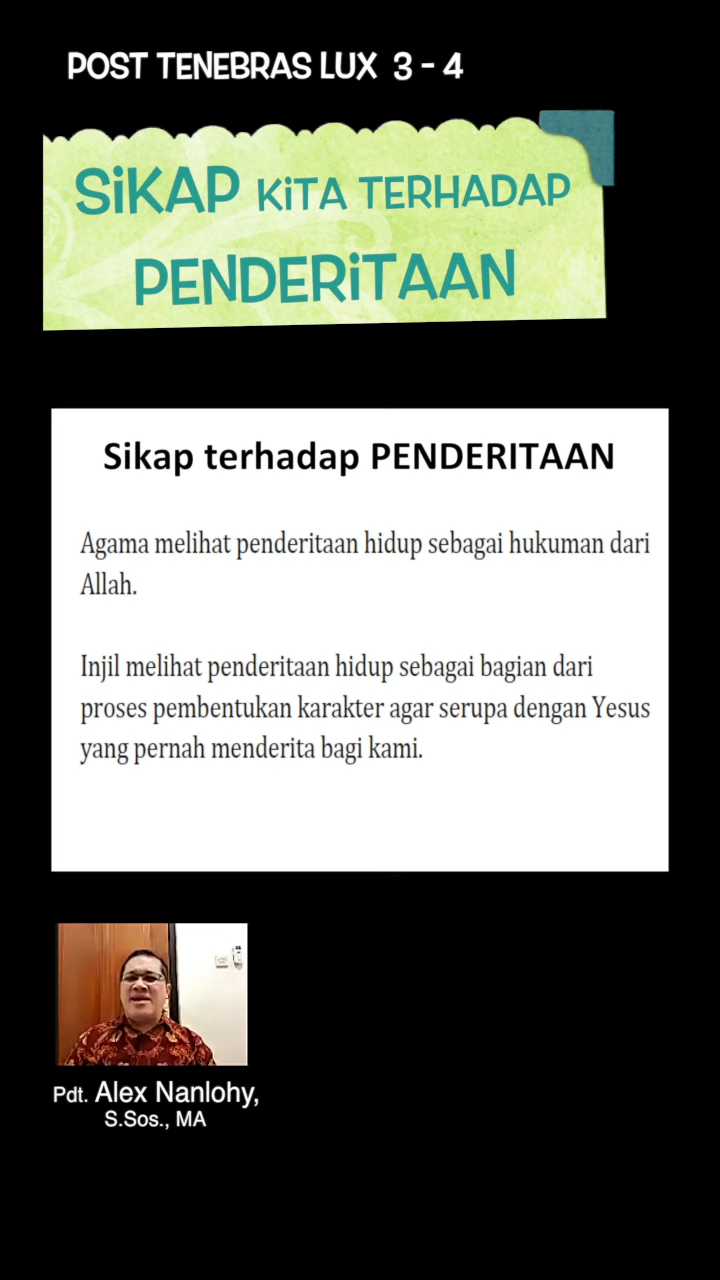 POST TENEBRAS LUX 3 - 4
SiKAP KiTA TERHADAP
PENDERiTAAN
Sikap terhadap PENDERITAAN
Agama melihat penderitaan hidup sebagai hukuman dari
Allah.
Injil melihat penderitaan hidup sebagai bagian dari
proses pembentukan karakter agar serupa dengan Yesus
yang pernah menderita bagi kami.
Pdt. Alex Nanlohy,
S.Sos., MA